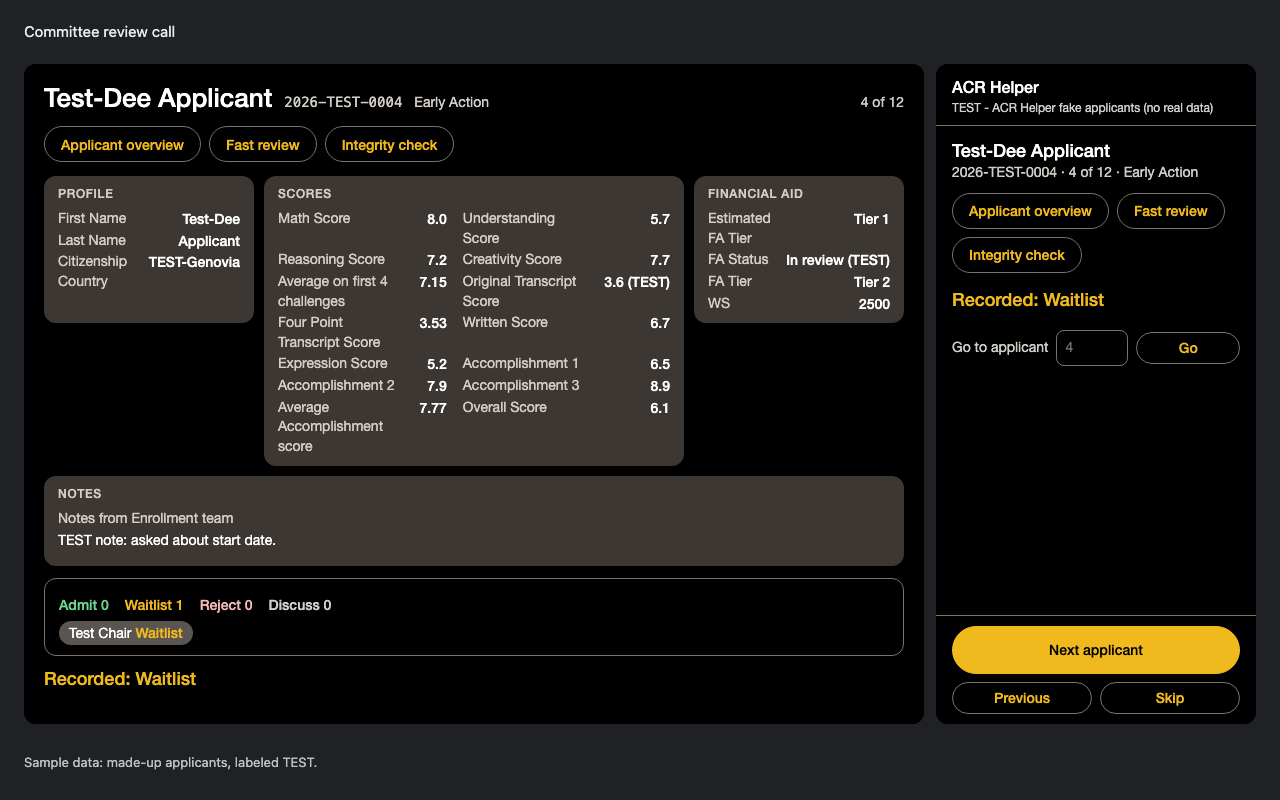 Committee review call
Test-Dee Applicant 2026-TEST-0004 Early Action 4 of 12
Applicant overview Fast review Integrity check
PROFILE
First Name Test-Dee
Last Name Applicant
Citizenship TEST-Genovia
Country
SCORES
Math Score 8.0 Understanding 5.7
Score
Reasoning Score 7.2 Creativity Score 7.7
Average on first 4 7.15 Original Transcript 3.6 (TEST)
challenges Score
Four Point 3.53 Written Score 6.7
Transcript Score
Expression Score 5.2 Accomplishment 1 6.5
Accomplishment 2 7.9 Accomplishment 3 8.9
Average 7.77 Overall Score 6.1
Accomplishment
score
FINANCIAL AID
Estimated Tier 1
FA Tier
FA Status In review (TEST)
FA Tier Tier 2
WS 2500
NOTES
Notes from Enrollment team
TEST note: asked about start date.
Admit 0 Waitlist 1 Reject 0 Discuss 0
Test Chair Waitlist
Recorded: Waitlist
ACR Helper
TEST - ACR Helper fake applicants (no real data)
Test-Dee Applicant
2026-TEST-0004 · 4 of 12 · Early Action
Applicant overview Fast review
Integrity check
Recorded: Waitlist
Go to applicant 4 Go
Next applicant
Previous Skip
Sample data: made-up applicants, labeled TEST.